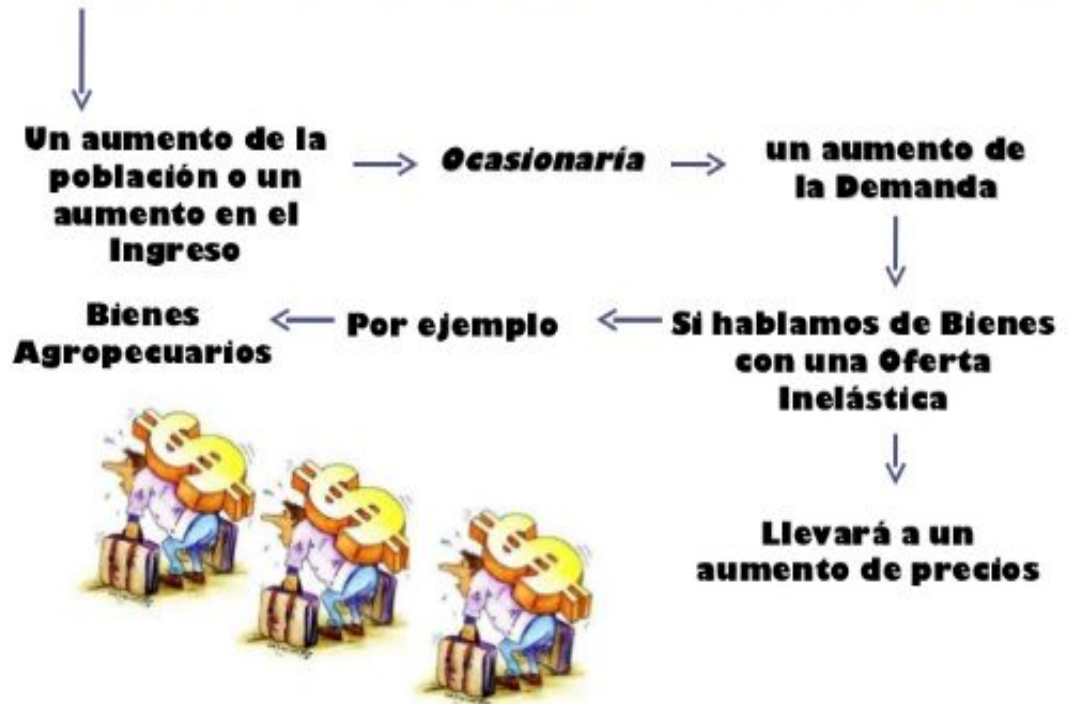 Un aumento de la
población o un
aumento en el
Ingreso
Ocasionaría
un aumento de
la Demanda
Si hablamos de Bienes
con una Oferta
Inelástica
Por ejemplo
Bienes
Agropecuarios
Llevará a un
aumento de precios